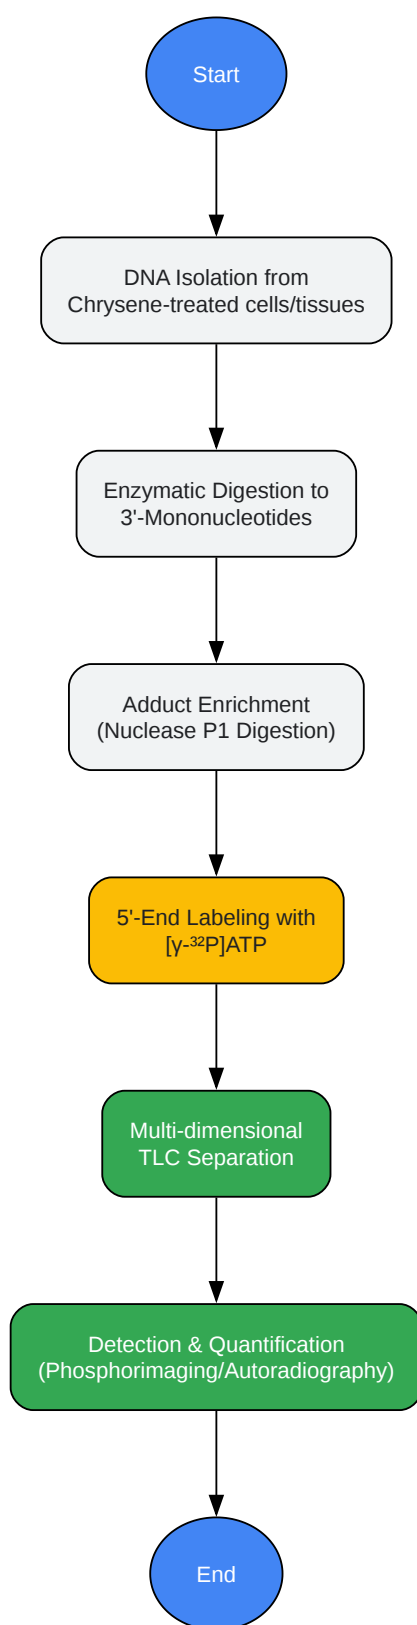 Start
DNA Isolation from
Chrysene-treated cells/tissues
Enzymatic Digestion to
3'-Mononucleotides
Adduct Enrichment
(Nuclease P1 Digestion)
5'-End Labeling with
[γ-³²P]ATP
Multi-dimensional
TLC Separation
Detection & Quantification
(Phosphorimaging/Autoradiography)
End